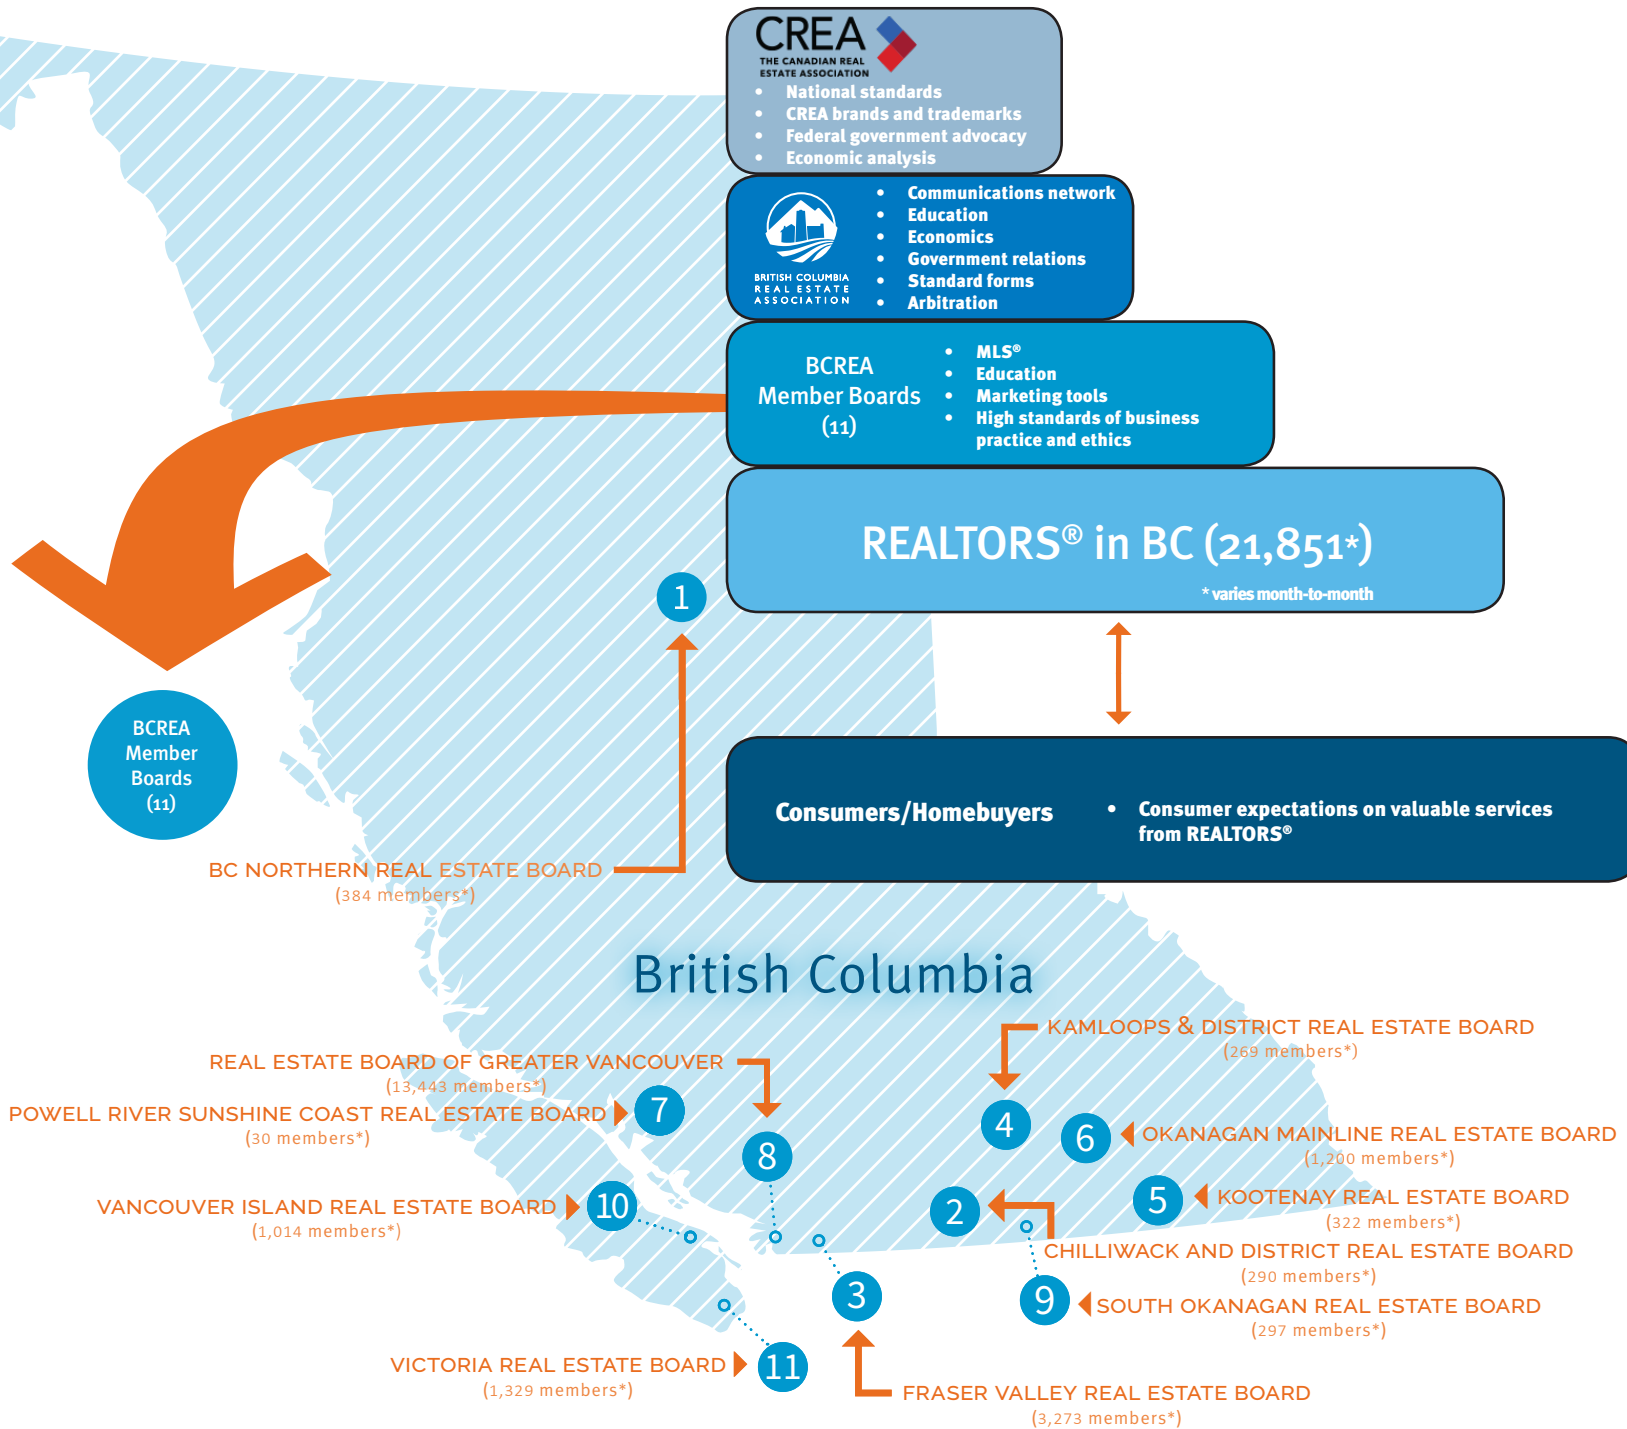 CREA
THE CANADIAN REAL
ESTATE ASSOCIATION
• National standards
• CREA brands and trademarks
• Federal government advocacy
• Economic analysis
BRITISH COLUMBIA
REAL ESTATE
ASSOCIATION
• Communications network
• Education
• Economics
• Government relations
• Standard forms
• Arbitration
BCREA
Member Boards
(11)
• MLS®
• Education
• Marketing tools
• High standards of business
practice and ethics
REALTORS® in BC (21,851*)
* varies month-to-month
1
BCREA
Member
Boards
(11)
Consumers/Homebuyers
• Consumer expectations on valuable services
from REALTORS®
BC NORTHERN REAL ESTATE BOARD
(384 members*)
British Columbia
KAMLOOPS & DISTRICT REAL ESTATE BOARD
(269 members*)
REAL ESTATE BOARD OF GREATER VANCOUVER
(13,443 members*)
POWELL RIVER SUNSHINE COAST REAL ESTATE BOARD
(30 members*)
7
8
4
6
OKANAGAN MAINLINE REAL ESTATE BOARD
(1,200 members*)
VANCOUVER ISLAND REAL ESTATE BOARD
(1,014 members*)
10
2
5
KOOTENAY REAL ESTATE BOARD
(322 members*)
CHILLIWACK AND DISTRICT REAL ESTATE BOARD
(290 members*)
3
9
SOUTH OKANAGAN REAL ESTATE BOARD
(297 members*)
VICTORIA REAL ESTATE BOARD
(1,329 members*)
11
FRASER VALLEY REAL ESTATE BOARD
(3,273 members*)